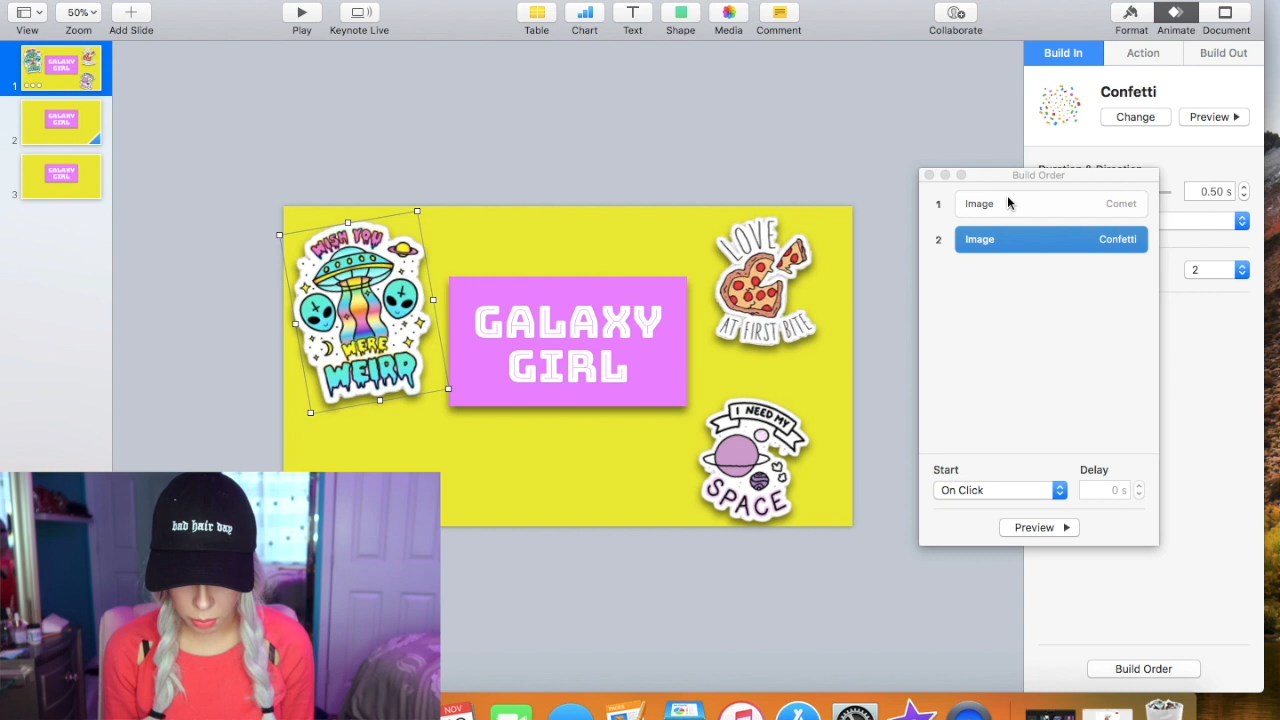 50%
View
Zoom
Add Slide
Play
Keynote Live
Table
Chart
Text
Shape
Media
Comment
Collaborate
Format
Animate
Document
1
GALAXY
GIRL
2
GALAXY
GIRL
3
GALAXY
GIRL
WISH YOU
WERE
WEIRD
GALAXY
GIRL
LOVE
AT FIRST BITE
I NEED MY
SPACE
Build In
Action
Build Out
Confetti
Change
Preview
0.50 s
2
Build Order
1
Image
Comet
2
Image
Confetti
Start
Delay
On Click
0 s
Preview
Build Order
bad hair day
NOV
PAGES